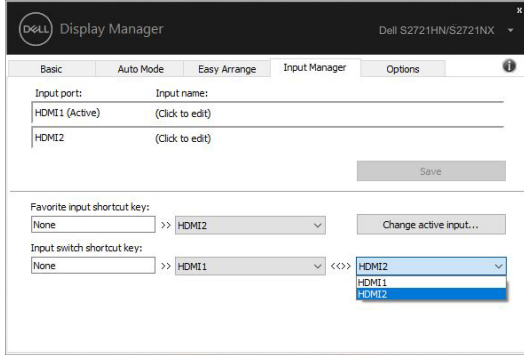 DELL Display Manager
x
Dell S2721HN/S2721NX
Basic Auto Mode Easy Arrange Input Manager Options i
Input port: Input name:
HDMI1 (Active) (Click to edit)
HDMI2 (Click to edit)
Save
Favorite input shortcut key:
None >> HDMI2 Change active input...
Input switch shortcut key:
None >> HDMI1 <<>> HDMI2
HDMI1
HDMI2